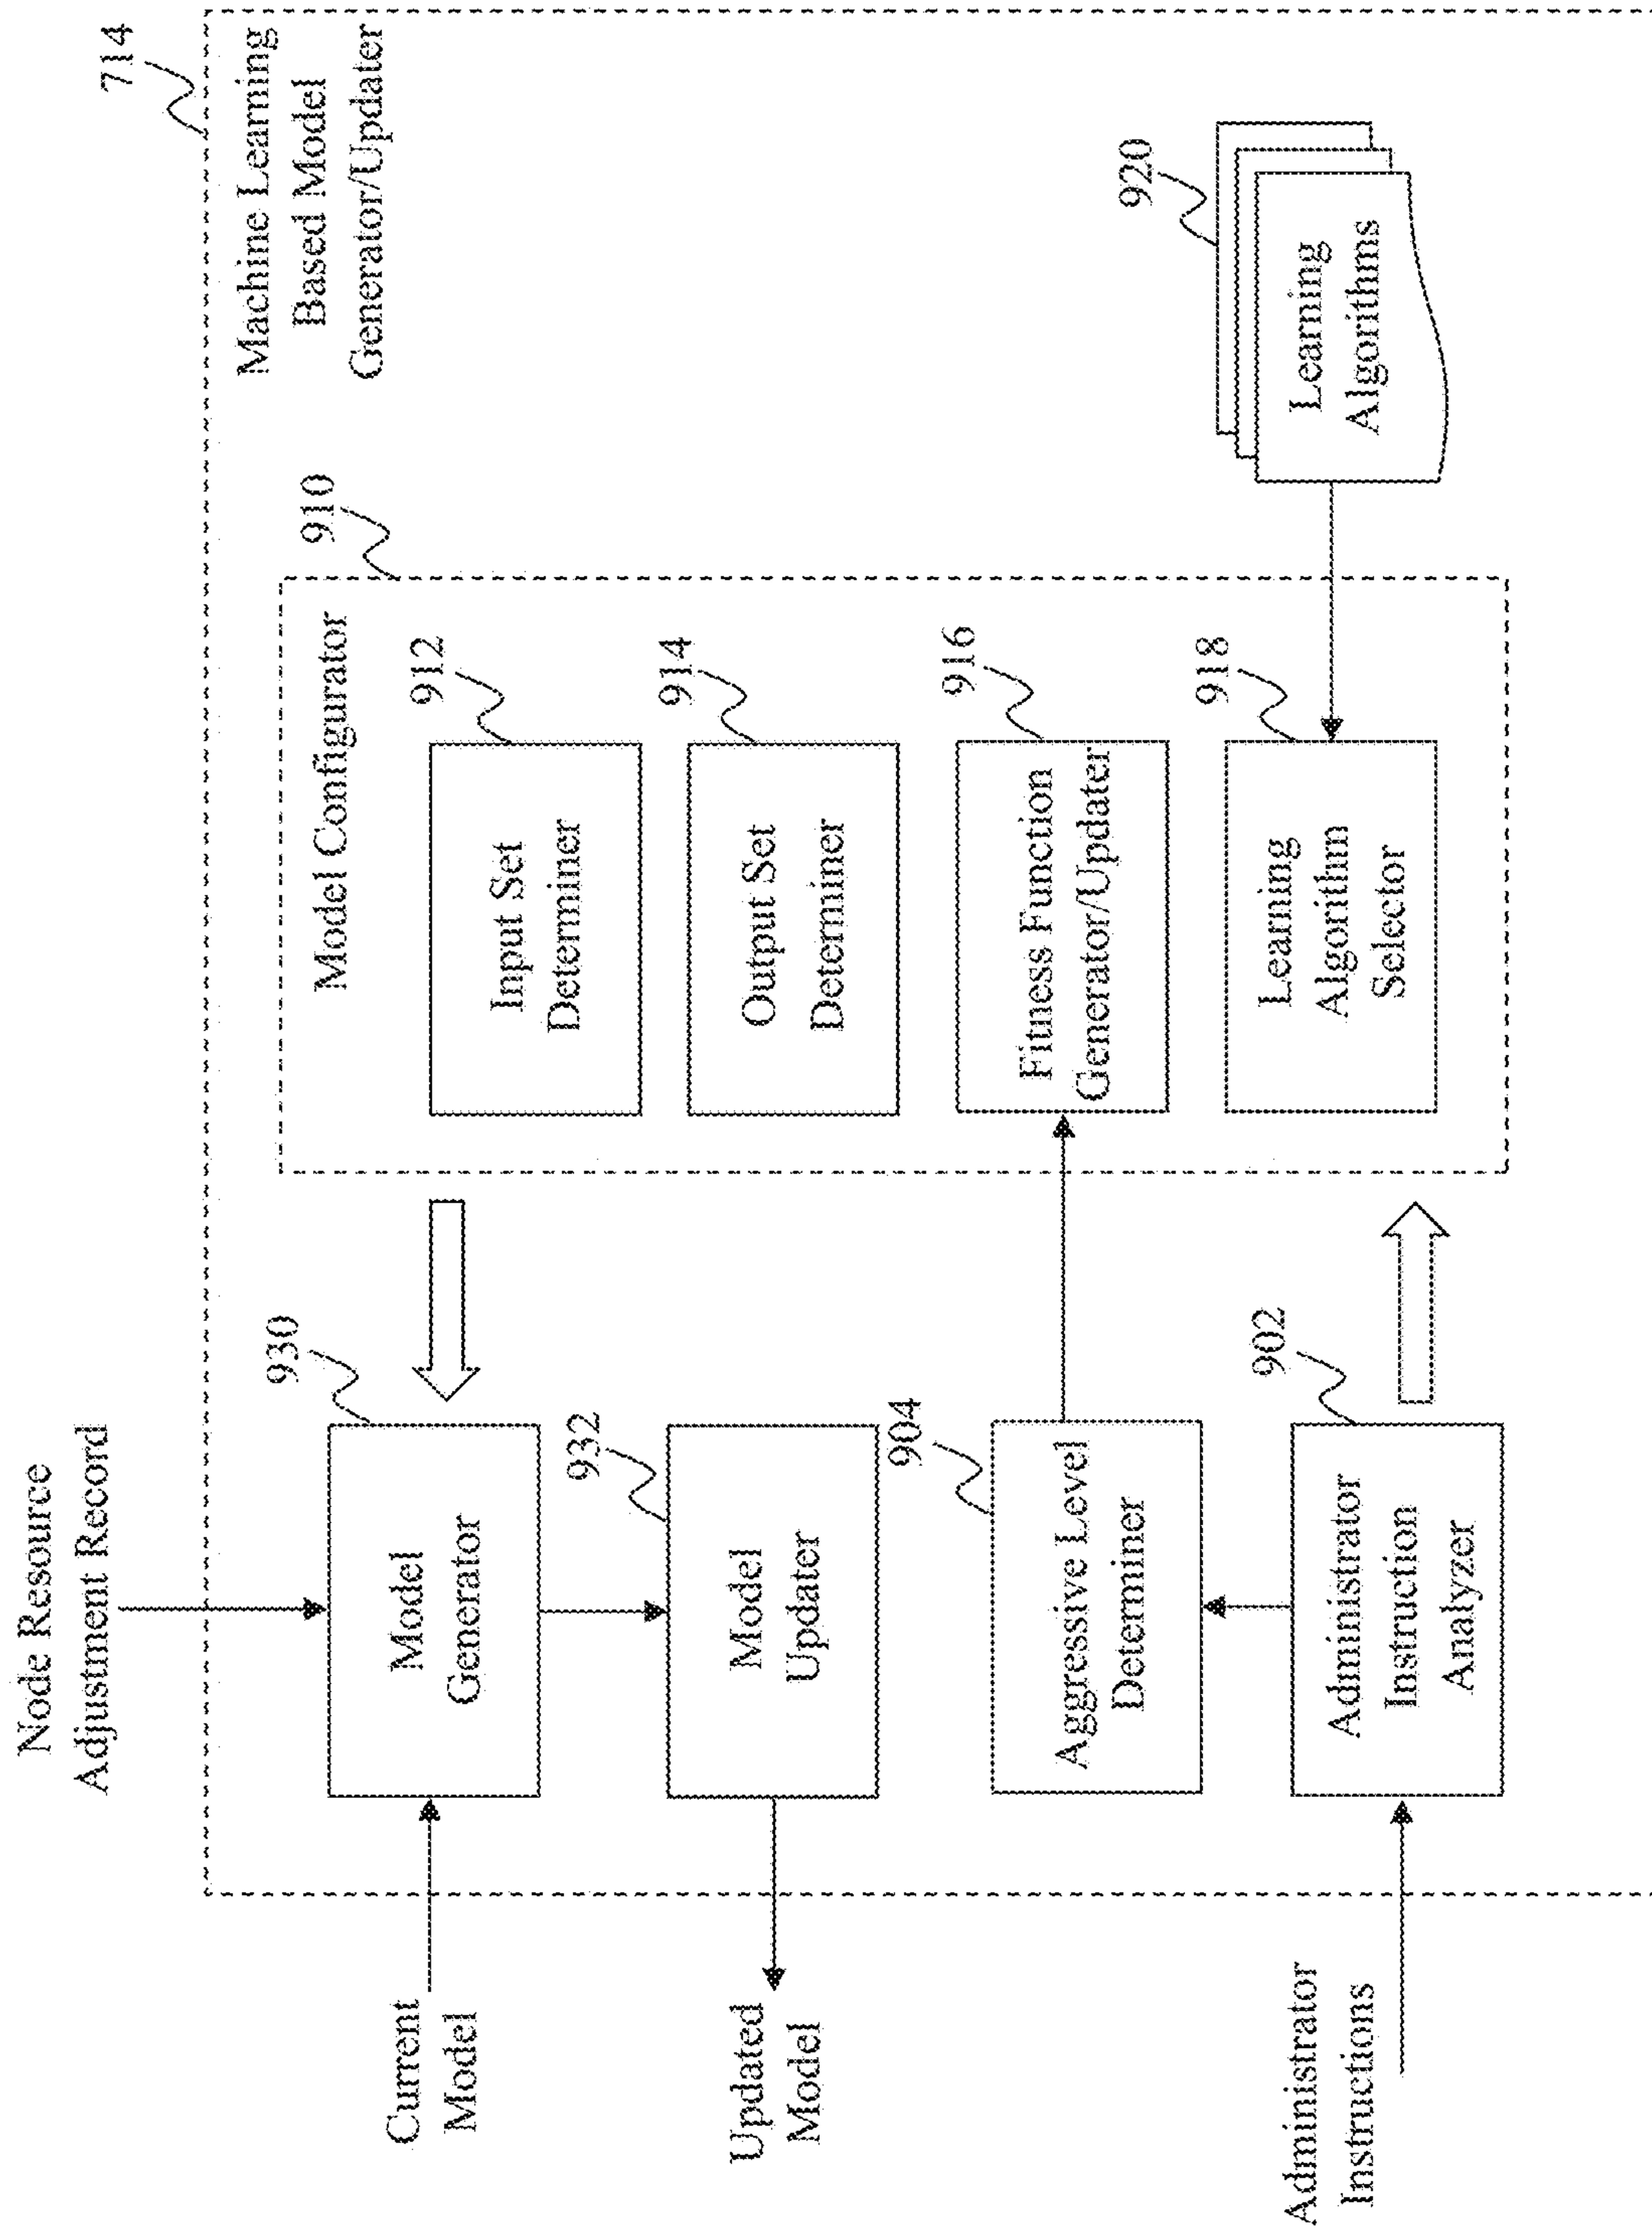 Node Resource
Adjustment Record
714
Machine Learning
Based Model
Generator/Updater
Current
Model
930
Model
Generator
910
Model Configurator
912
Input Set
Determiner
932
Model
Updater
Updated
Model
914
Output Set
Determiner
904
Aggressive Level
Determiner
916
Fitness Function
Generator/Updater
920
Learning
Algorithms
902
Administrator
Instruction
Analyzer
918
Learning
Algorithm
Selector
Administrator
Instructions